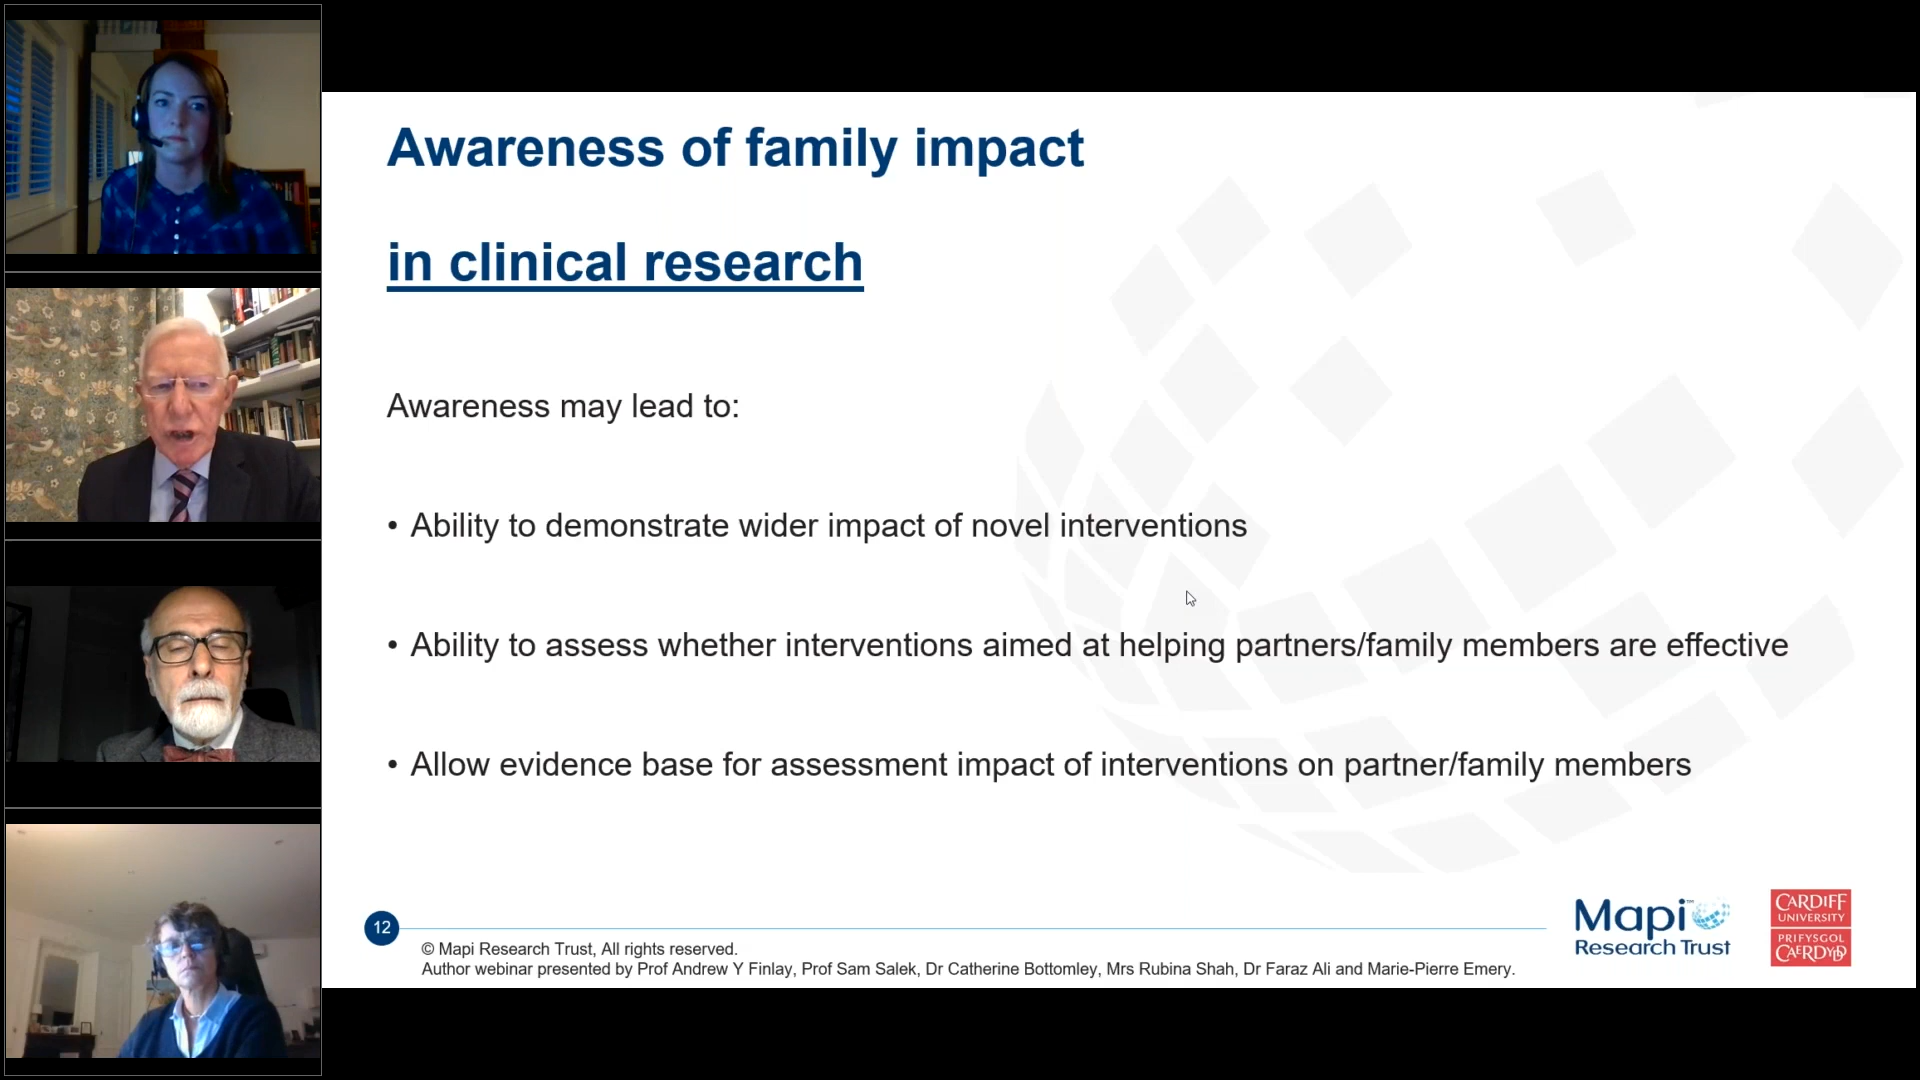 Awareness of family impact
in clinical research
Awareness may lead to:
• Ability to demonstrate wider impact of novel interventions
• Ability to assess whether interventions aimed at helping partners/family members are effective
• Allow evidence base for assessment impact of interventions on partner/family members
12
© Mapi Research Trust, All rights reserved.
Author webinar presented by Prof Andrew Y Finlay, Prof Sam Salek, Dr Catherine Bottomley, Mrs Rubina Shah, Dr Faraz Ali and Marie-Pierre Emery.
Mapi™
Research Trust
CARDIFF
UNIVERSITY
PRIFYSGOL
CAERDYDD